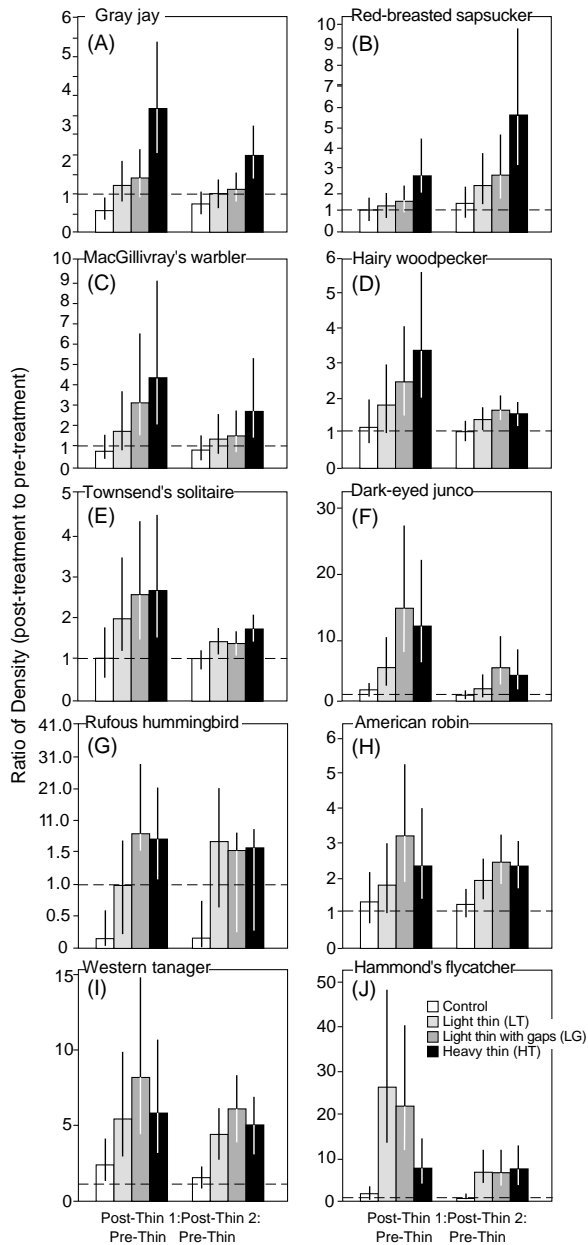 Ratio of Density (post-treatment to pre-treatment)
Gray jay
(A)
6
5
4
3
2
1
0
Red-breasted sapsucker
(B)
10
9
8
7
6
5
4
3
2
1
0
MacGillivray's warbler
(C)
10
9
8
7
6
5
4
3
2
1
0
Hairy woodpecker
(D)
6
5
4
3
2
1
0
Townsend's solitaire
(E)
5
4
3
2
1
0
Dark-eyed junco
(F)
30
20
10
0
Rufous hummingbird
(G)
41.0
31.0
21.0
11.0
1.5
1.0
0.5
0
American robin
(H)
6
5
4
3
2
1
0
Western tanager
(I)
15
10
5
0
Hammond's flycatcher
(J)
50
40
30
20
10
0
Control
Light thin (LT)
Light thin with gaps (LG)
Heavy thin (HT)
Post-Thin 1:Post-Thin 2:
Pre-Thin Pre-Thin
Post-Thin 1:Post-Thin 2:
Pre-Thin Pre-Thin